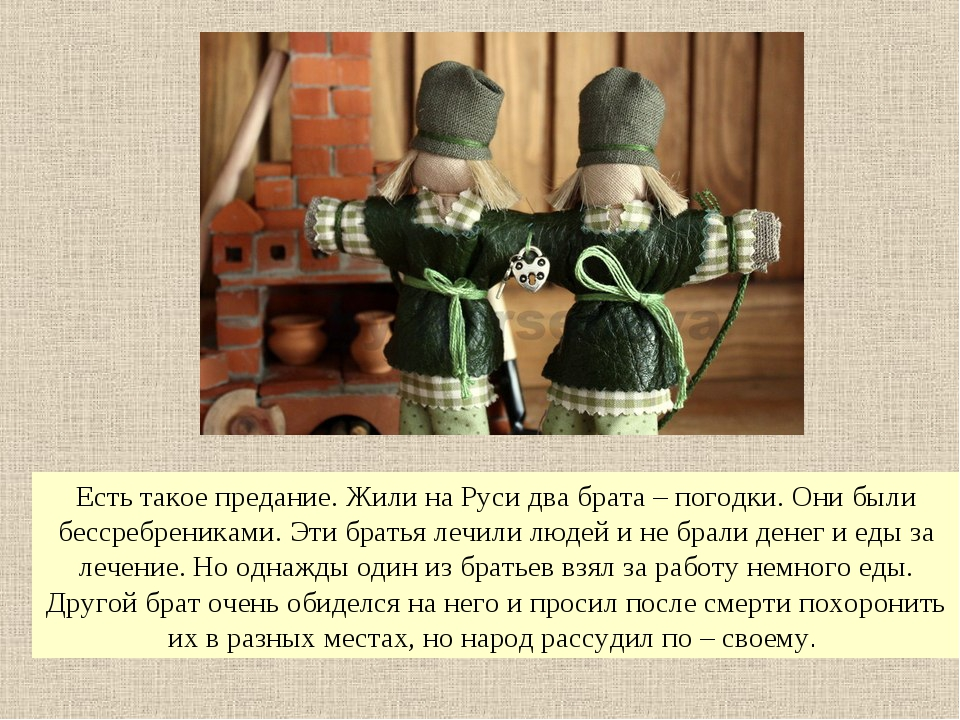 Есть такое предание. Жили на Руси два брата – погодки. Они были
бессребрениками. Эти братья лечили людей и не брали денег и еды за
лечение. Но однажды один из братьев взял за работу немного еды.
Другой брат очень обиделся на него и просил после смерти похоронить
их в разных местах, но народ рассудил по – своему.